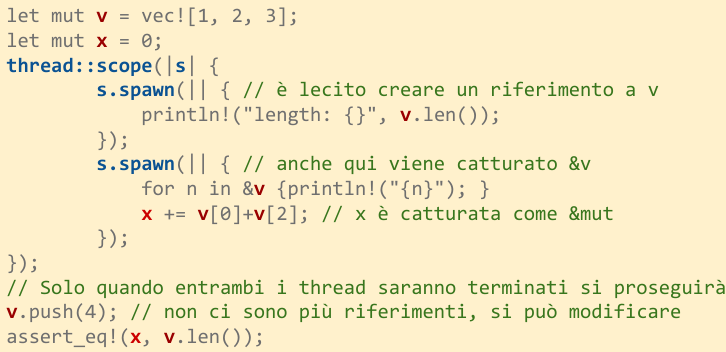 let mut v = vec![1, 2, 3];
let mut x = 0;
thread::scope(|s| {
        s.spawn(|| { // è lecito creare un riferimento a v
            println!("length: {}", v.len());
        });
        s.spawn(|| { // anche qui viene catturato &v
            for n in &v {println!("{n}"); }
            x += v[0]+v[2]; // x è catturata come &mut
        });
});
// Solo quando entrambi i thread saranno terminati si proseguirà
v.push(4); // non ci sono più riferimenti, si può modificare
assert_eq!(x, v.len());